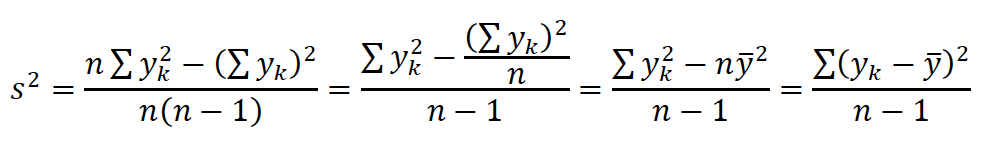 s² = (n∑y_k² − (∑y_k)²) / (n(n − 1)) = (∑y_k² − (∑y_k)²/n) / (n − 1) = (∑y_k² − nȳ²) / (n − 1) = ∑(y_k − ȳ)² / (n − 1)